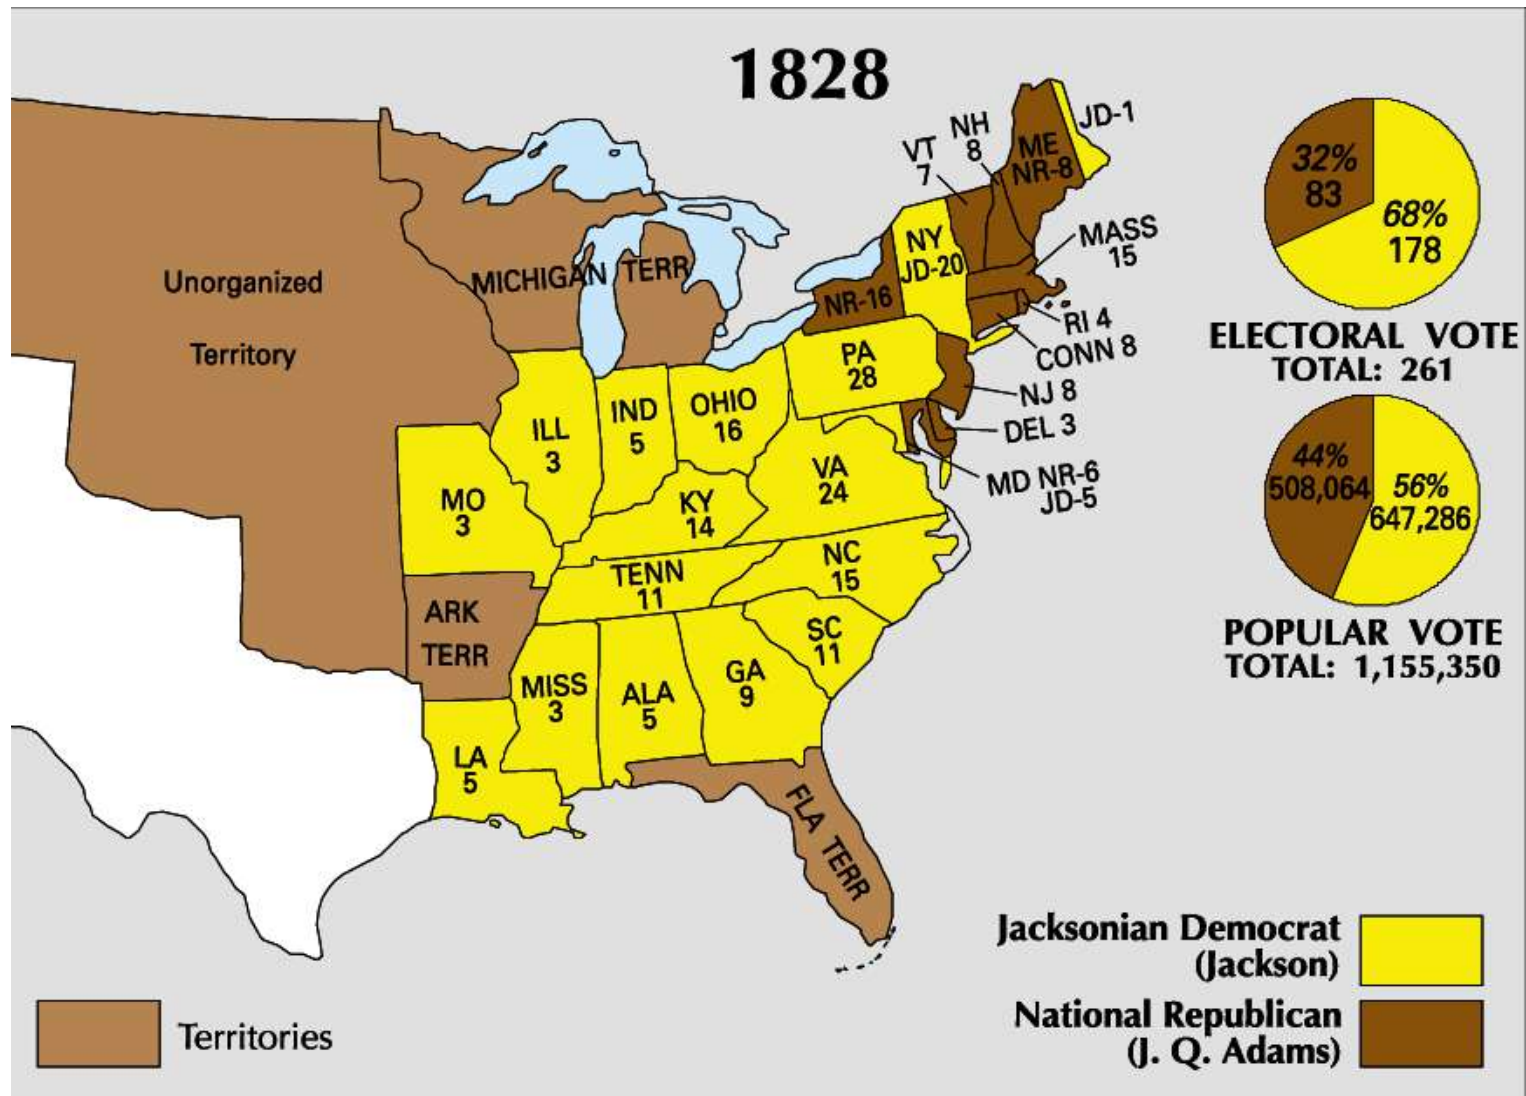 1828
JD-1
NH
8
VT
7
ME
NR-8
MASS
15
NY
JD-20
NR-16
RI 4
CONN 8
NJ 8
DEL 3
MD NR-6
JD-5
Unorganized
Territory
MICHIGAN TERR
PA
28
OHIO
16
IND
5
ILL
3
MO
3
KY
14
VA
24
TENN
11
NC
15
ARK
TERR
SC
11
MISS
3
ALA
5
GA
9
LA
5
FLA TERR
32%
83
68%
178
ELECTORAL VOTE
TOTAL: 261
44%
508,064
56%
647,286
POPULAR VOTE
TOTAL: 1,155,350
Jacksonian Democrat
(Jackson)
National Republican
(J. Q. Adams)
Territories